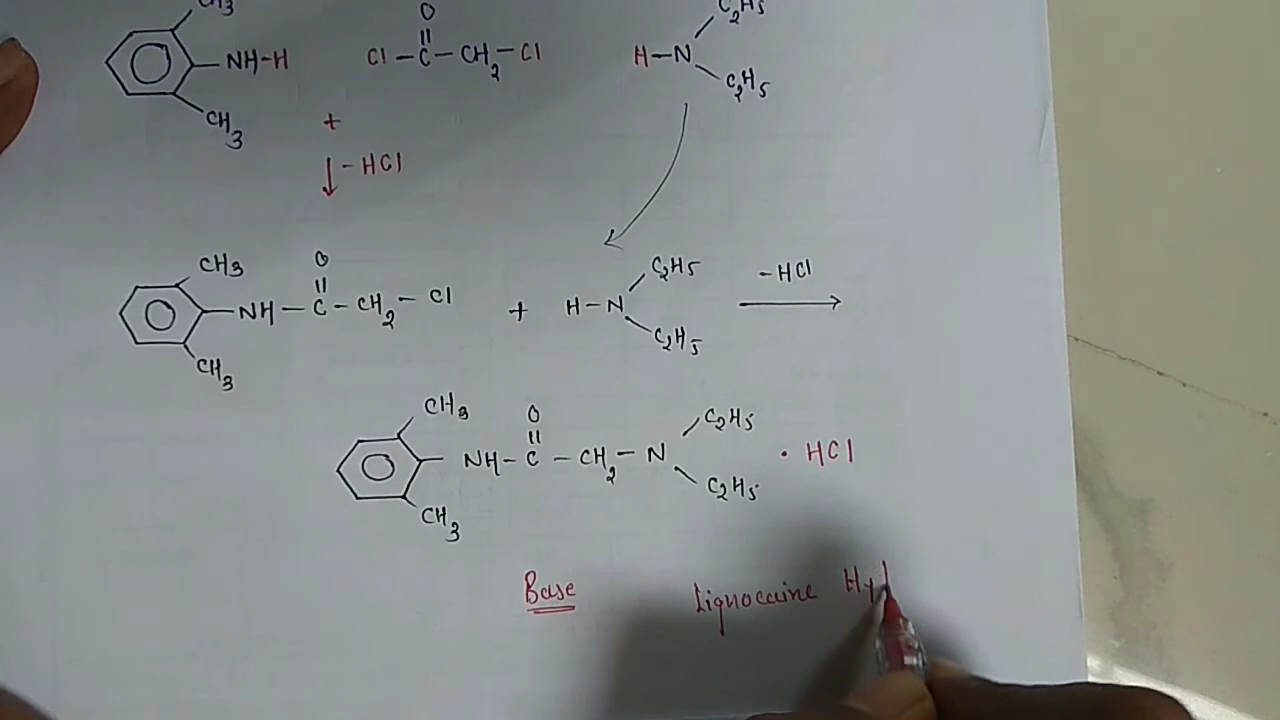 CH3 O C2H5
NH-H Cl - C - CH2 - Cl H-N
CH3 C2H5
+
- HCl
CH3 O C2H5 -HCl
NH - C - CH2 - Cl + H-N
CH3 C2H5
CH3 O C2H5
NH - C - CH2 - N · HCl
CH3 C2H5
Base Lignocaine Hy